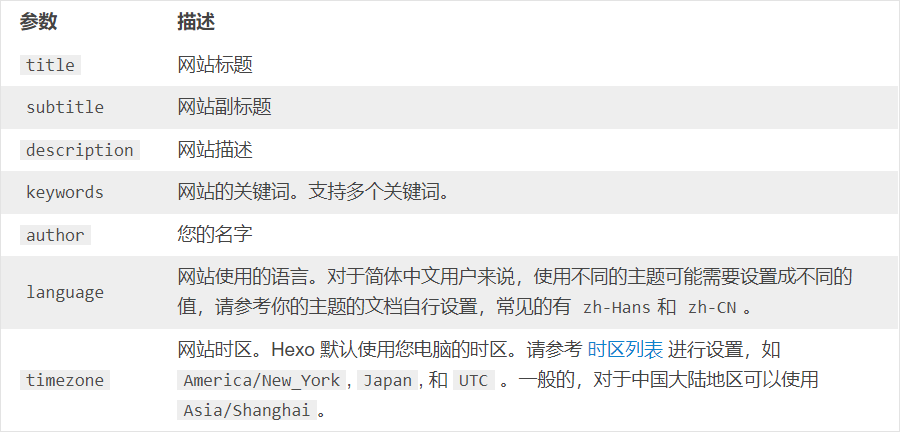 参数 描述
title 网站标题
subtitle 网站副标题
description 网站描述
keywords 网站的关键词。支持多个关键词。
author 您的名字
language 网站使用的语言。对于简体中文用户来说，使用不同的主题可能需要设置成不同的
值，请参考你的主题的文档自行设置，常见的有 zh-Hans 和 zh-CN 。
timezone 网站时区。Hexo 默认使用您电脑的时区。请参考 时区列表 进行设置，如
America/New_York , Japan , 和 UTC 。一般的，对于中国大陆地区可以使用
Asia/Shanghai 。